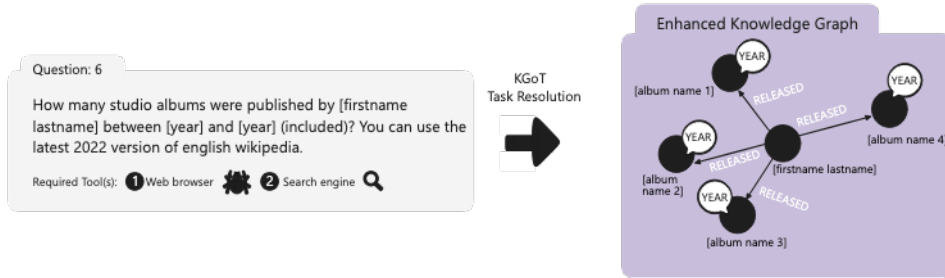 Question: 6
How many studio albums were published by [firstname
lastname] between [year] and [year] (included)? You can use the
latest 2022 version of english wikipedia.
Required Tool(s): 1 Web browser 2 Search engine
KGoT
Task Resolution
Enhanced Knowledge Graph
YEAR
[album name 1]
RELEASED
YEAR
RELEASED
[album name 4]
YEAR
RELEASED
[firstname lastname]
[album
name 2]
YEAR
RELEASED
[album name 3]